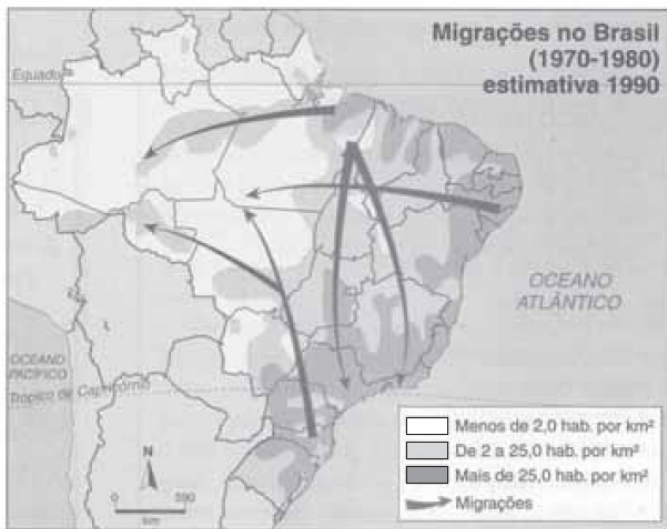 Migrações no Brasil
(1970-1980)
estimativa 1990
Equador
OCEANO
ATLÂNTICO
OCEANO
PACÍFICO
Trópico de Capricórnio
N
0
km
Menos de 2,0 hab. por km²
De 2 a 25,0 hab. por km²
Mais de 25,0 hab. por km²
Migrações